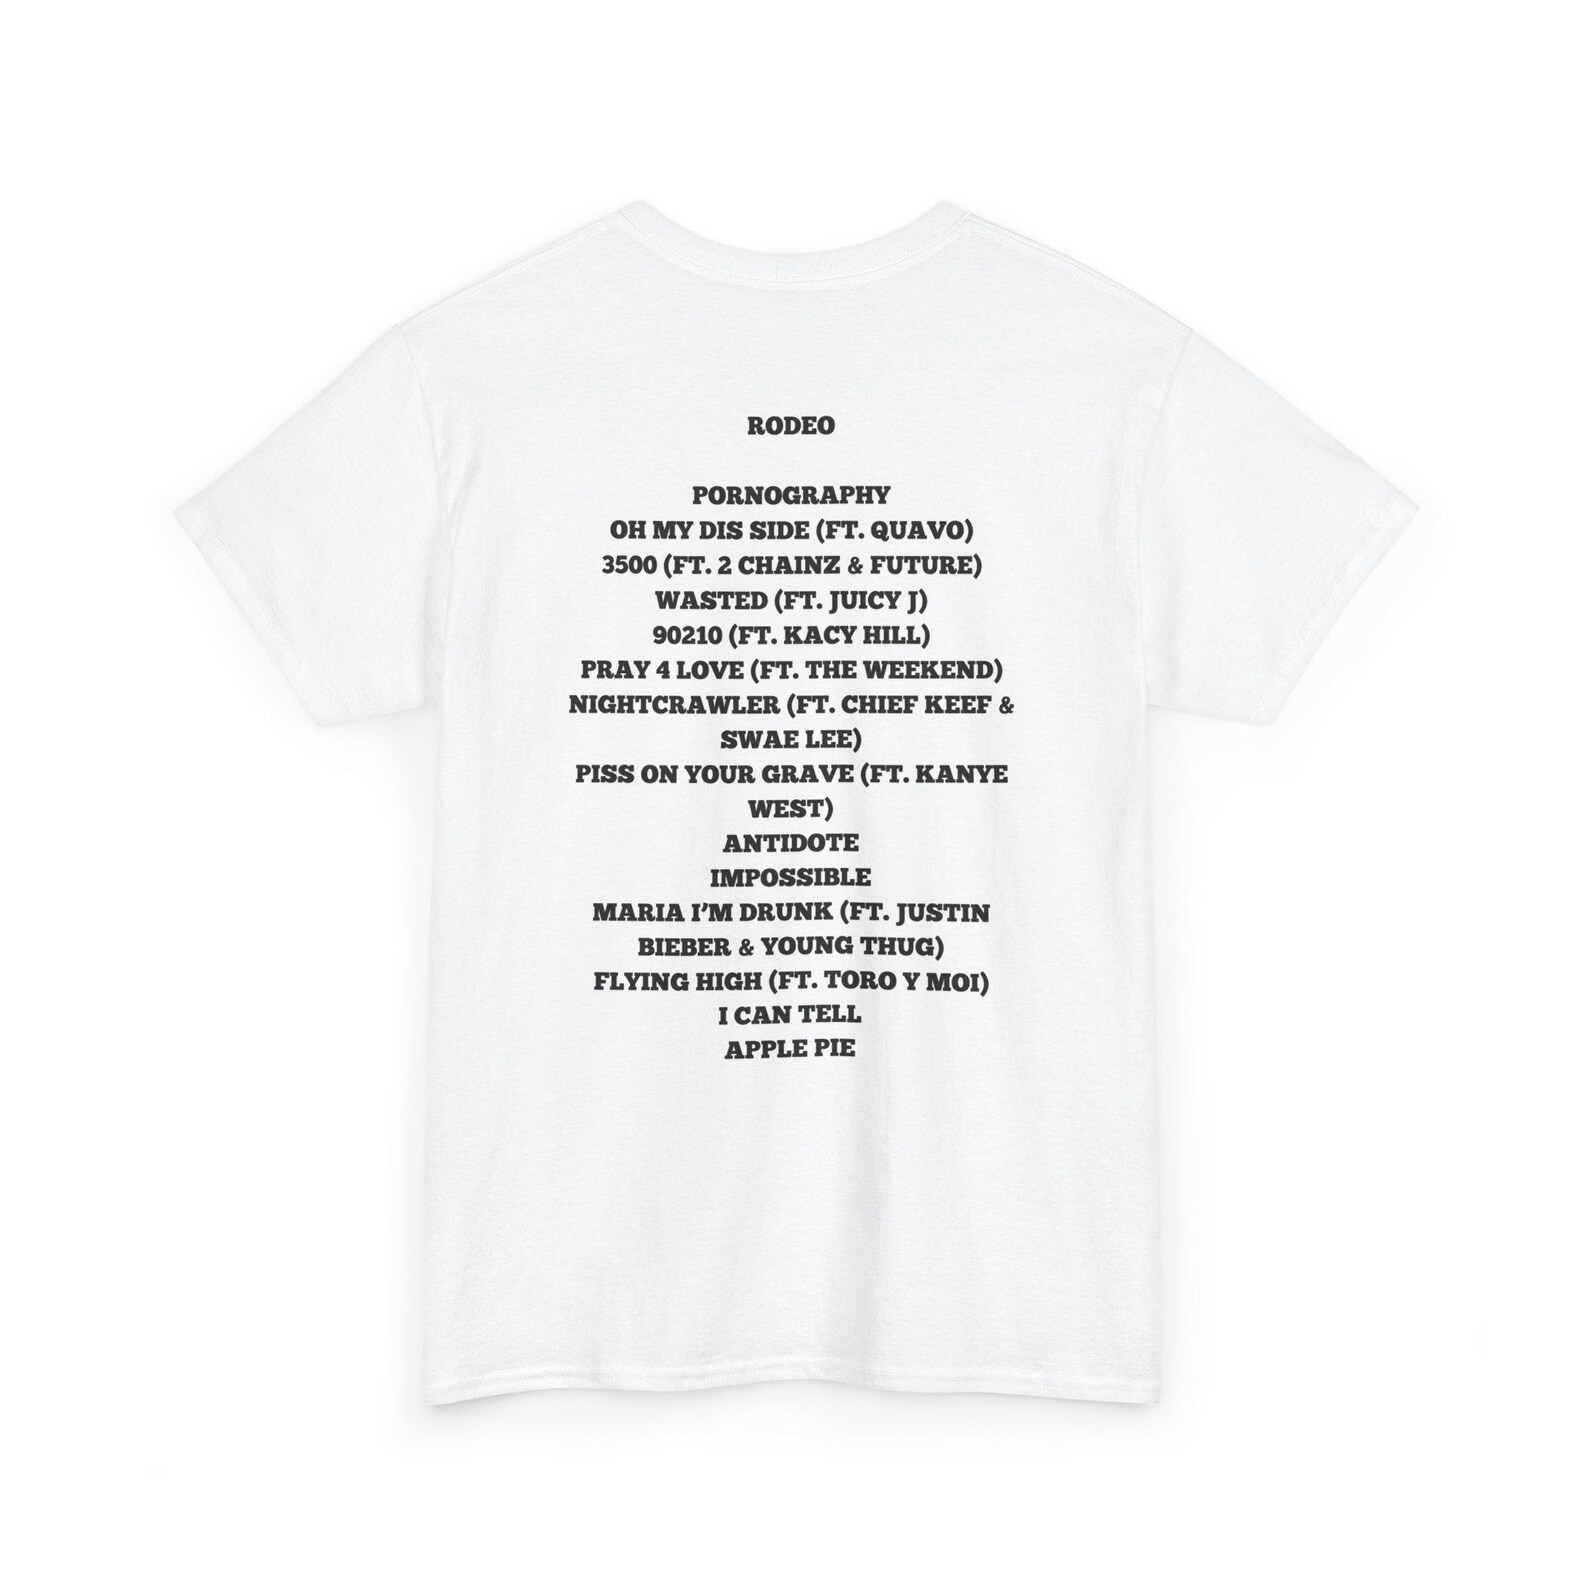 RODEO
PORNOGRAPHY
OH MY DIS SIDE (FT. QUAVO)
3500 (FT. 2 CHAINZ & FUTURE)
WASTED (FT. JUICY J)
90210 (FT. KACY HILL)
PRAY 4 LOVE (FT. THE WEEKEND)
NIGHTCRAWLER (FT. CHIEF KEEF &
SWAE LEE)
PISS ON YOUR GRAVE (FT. KANYE
WEST)
ANTIDOTE
IMPOSSIBLE
MARIA I’M DRUNK (FT. JUSTIN
BIEBER & YOUNG THUG)
FLYING HIGH (FT. TORO Y MOI)
I CAN TELL
APPLE PIE